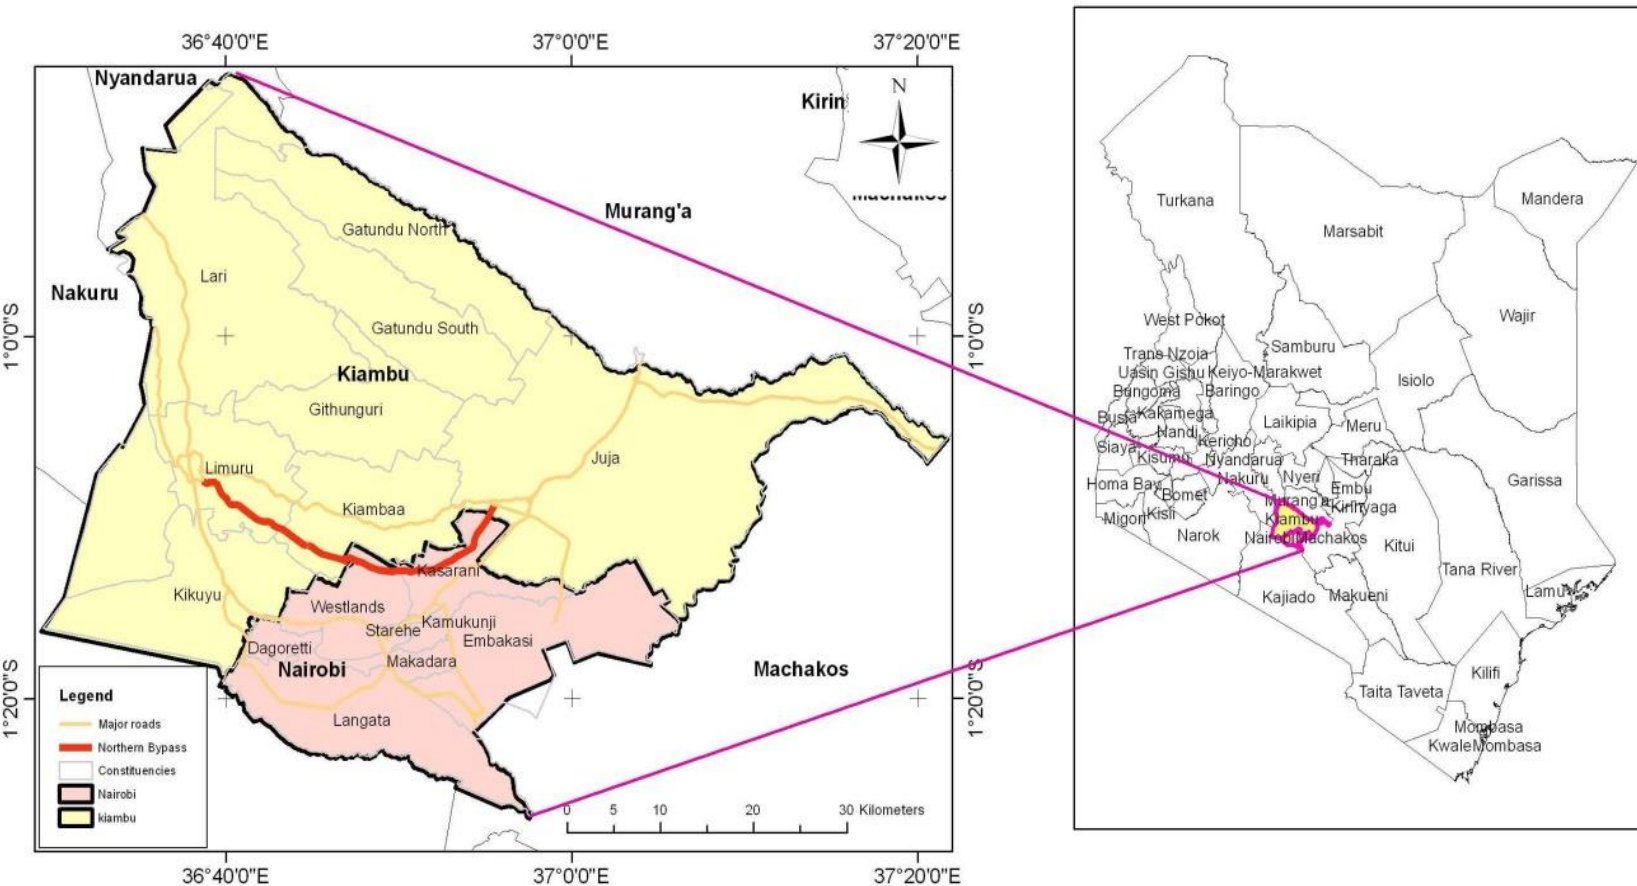 36°40'0"E
37°0'0"E
37°20'0"E
Nyandarua
Kirin
N
Murang'a
Gatundu North
Lari
Nakuru
1°0'0"S
1°0'0"S
Gatundu South
Kiambu
Githunguri
Juja
Limuru
Kiambaa
Kasarani
Kikuyu
Westlands
Starehe
Kamukunji
Embakasi
Dagoretti
Nairobi
Makadara
Machakos
Langata
1°20'0"S
1°20'0"S
Legend
Major roads
Northern Bypass
Constituencies
Nairobi
kiambu
0 5 10 20 30 Kilometers
36°40'0"E
37°0'0"E
37°20'0"E
Turkana
Mandera
Marsabit
Wajir
West Pokot
Samburu
Trans Nzoia
Uasin Gishu
Keiyo-Marakwet
Isiolo
Bungoma
Baringo
Busia
Kakamega
Laikipia
Meru
Nandi
Kericho
Siaya
Kisumu
Nyandarua
Tharaka
Homa Bay
Nakuru
Nyeri
Garissa
Bomet
Embu
Murang'a
Kirinyaga
Migori
Kisii
Kiambu
Narok
Nairobi
Machakos
Kitui
Tana River
Kajiado
Makueni
Lamu
Kilifi
Taita Taveta
Mombasa
Kwale
Mombasa